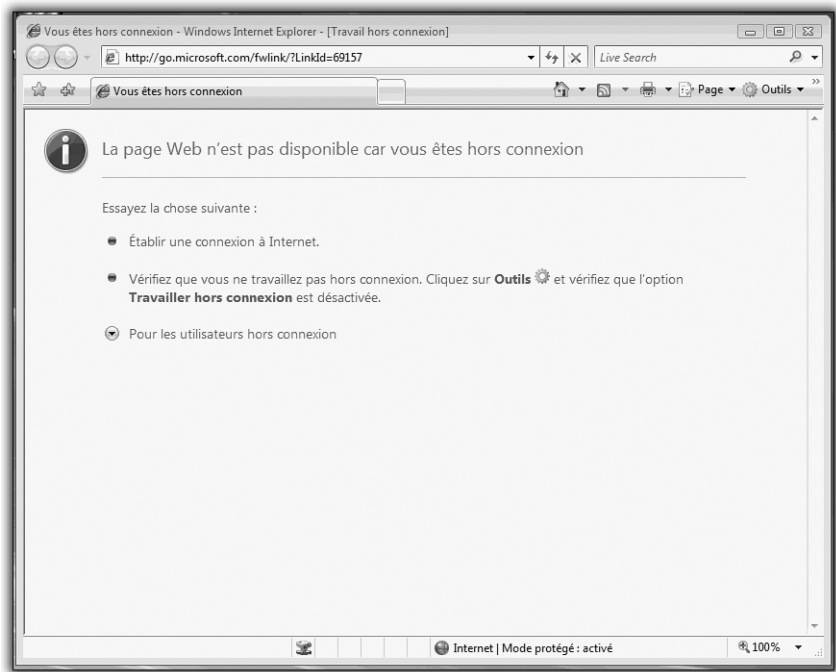 Vous êtes hors connexion - Windows Internet Explorer - [Travail hors connexion]
http://go.microsoft.com/fwlink/?LinkId=69157
Live Search
Vous êtes hors connexion
Page
Outils
La page Web n'est pas disponible car vous êtes hors connexion
Essayez la chose suivante :
Établir une connexion à Internet.
Vérifiez que vous ne travaillez pas hors connexion. Cliquez sur Outils et vérifiez que l'option
Travailler hors connexion est désactivée.
Pour les utilisateurs hors connexion
Internet | Mode protégé : activé
100%